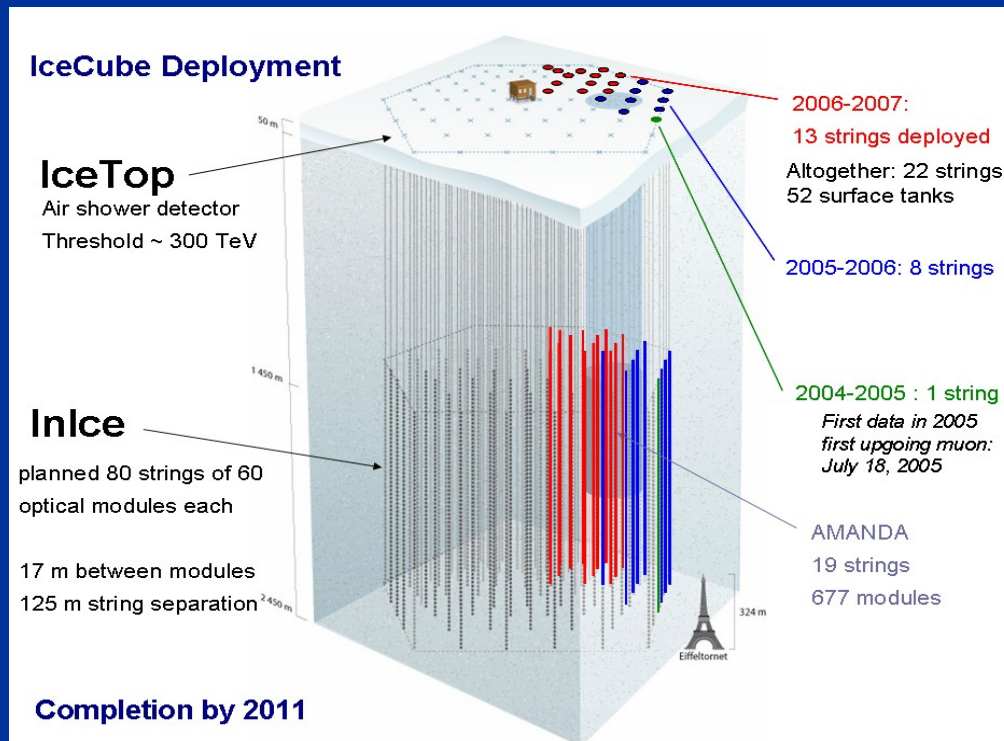 IceCube Deployment
50 m
IceTop
Air shower detector
Threshold ~ 300 TeV
2006-2007:
13 strings deployed
Altogether: 22 strings
52 surface tanks
2005-2006: 8 strings
1 450 m
2004-2005 : 1 string
First data in 2005
first upgoing muon:
July 18, 2005
InIce
planned 80 strings of 60
optical modules each
17 m between modules
125 m string separation
2 450 m
AMANDA
19 strings
677 modules
324 m
Eiffeltornet
Completion by 2011